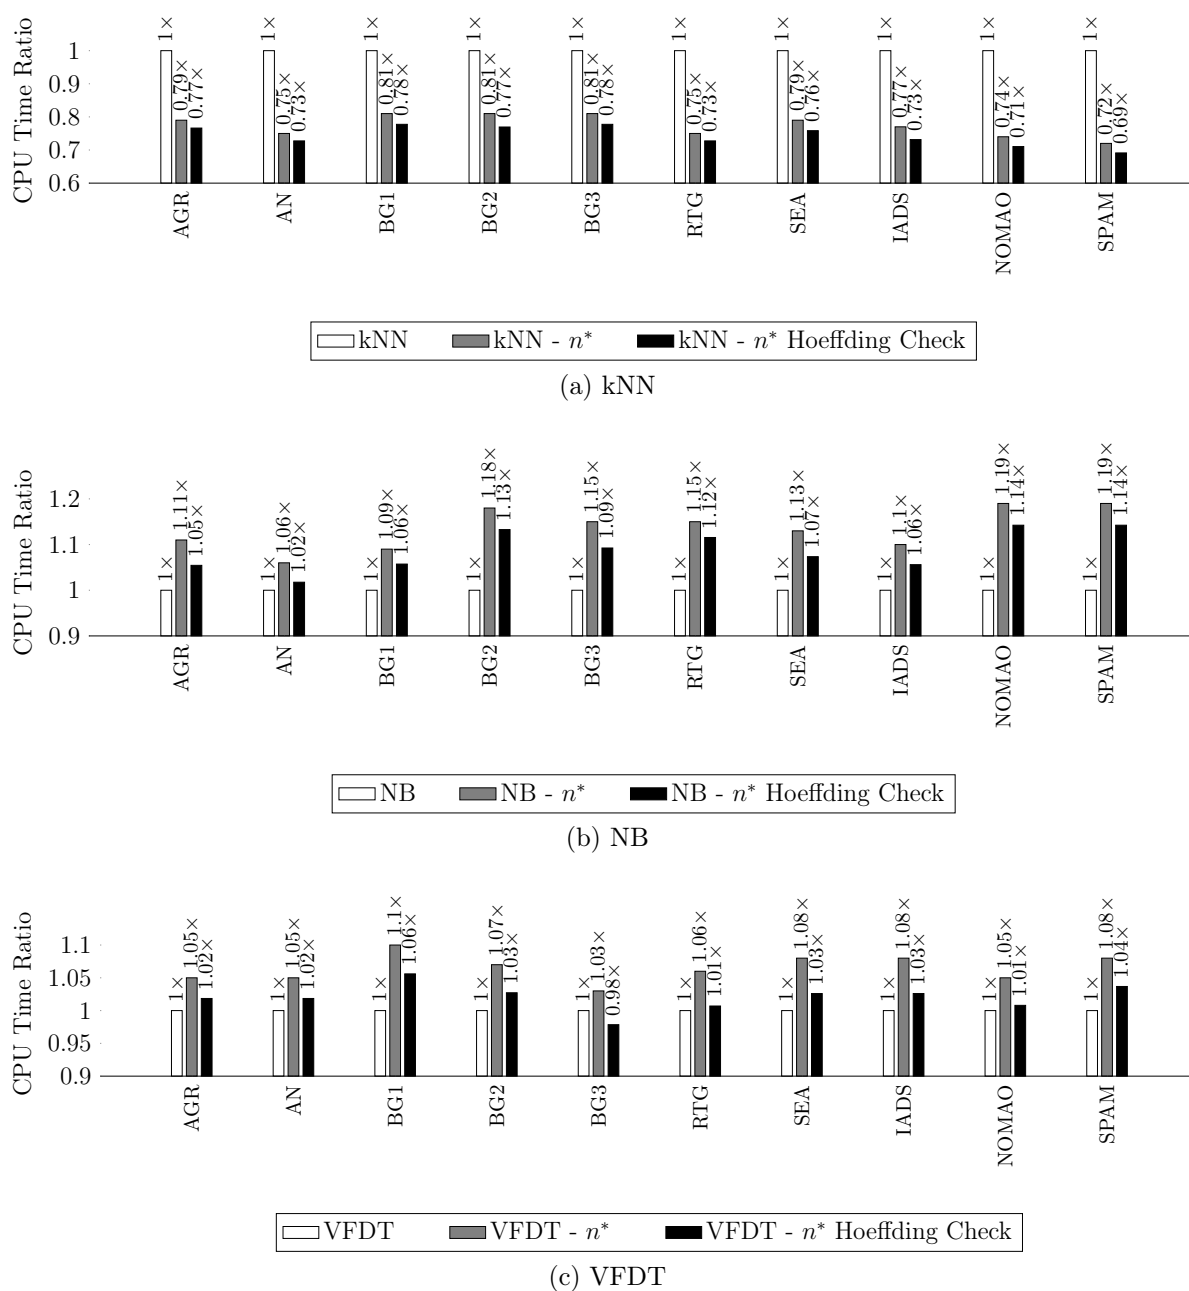 CPU Time Ratio
1
0.9
0.8
0.7
0.6
1× 0.79× 0.77×
1× 0.75× 0.73×
1× 0.81× 0.78×
1× 0.81× 0.77×
1× 0.81× 0.78×
1× 0.75× 0.73×
1× 0.79× 0.76×
1× 0.77× 0.73×
1× 0.74× 0.71×
1× 0.72× 0.69×
AGR
AN
BG1
BG2
BG3
RTG
SEA
IADS
NOMAO
SPAM
kNN kNN - n* kNN - n* Hoeffding Check
(a) kNN
CPU Time Ratio
1.2
1.1
1
0.9
1× 1.11× 1.05×
1× 1.06× 1.02×
1× 1.09× 1.06×
1× 1.18× 1.13×
1× 1.15× 1.09×
1× 1.15× 1.12×
1× 1.13× 1.07×
1× 1.1× 1.06×
1× 1.19× 1.14×
1× 1.19× 1.14×
AGR
AN
BG1
BG2
BG3
RTG
SEA
IADS
NOMAO
SPAM
NB NB - n* NB - n* Hoeffding Check
(b) NB
CPU Time Ratio
1.1
1.05
1
0.95
0.9
1× 1.05× 1.02×
1× 1.05× 1.02×
1× 1.1× 1.06×
1× 1.07× 1.03×
1× 1.03× 0.98×
1× 1.06× 1.01×
1× 1.08× 1.03×
1× 1.08× 1.03×
1× 1.05× 1.01×
1× 1.08× 1.04×
AGR
AN
BG1
BG2
BG3
RTG
SEA
IADS
NOMAO
SPAM
VFDT VFDT - n* VFDT - n* Hoeffding Check
(c) VFDT